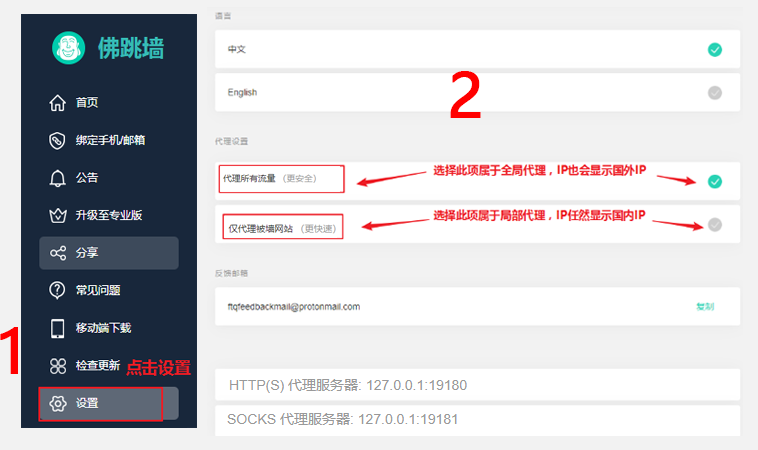 佛跳墙
首页
绑定手机/邮箱
公告
升级至专业版
分享
常见问题
移动端下载
1
检查更新 点击设置
设置
语言
中文
2
English
代理设置
代理所有流量 (更安全) 选择此项属于全局代理，IP也会显示国外IP
仅代理被墙网站 (更快速) 选择此项属于局部代理，IP任然显示国内IP
反馈邮箱
ftqfeedbackmail@protonmail.com 复制
HTTP(S) 代理服务器: 127.0.0.1:19180
SOCKS 代理服务器: 127.0.0.1:19181